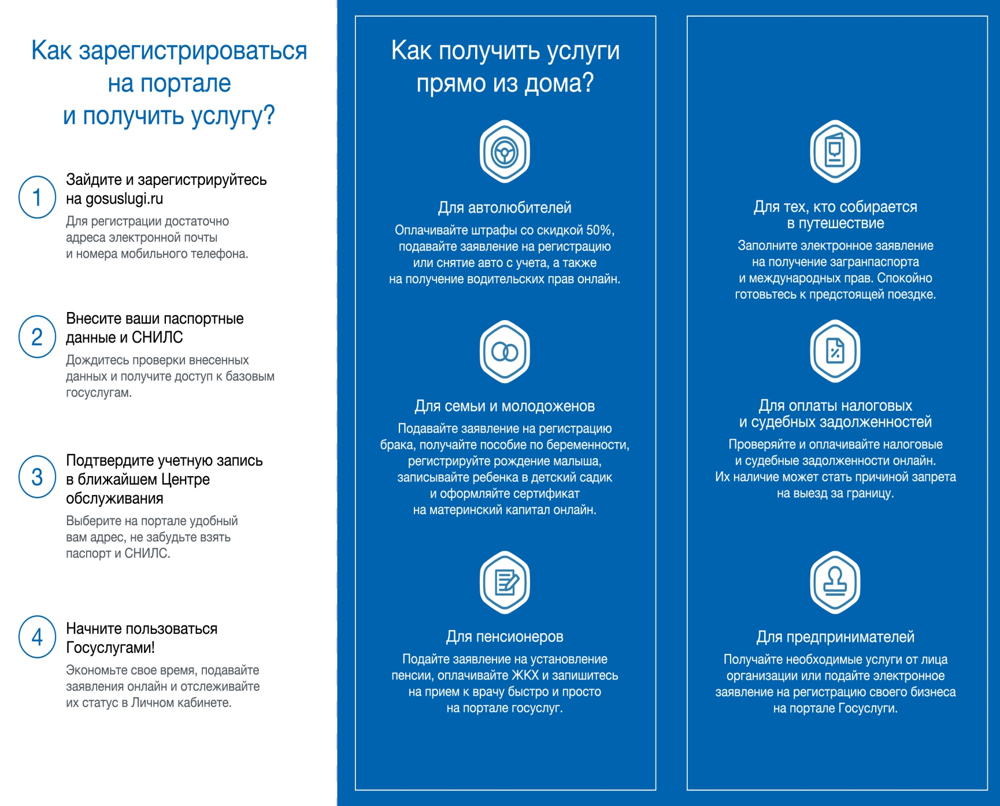 Как зарегистрироваться
на портале
и получить услугу?
1
Зайдите и зарегистрируйтесь
на gosuslugi.ru
Для регистрации достаточно
адреса электронной почты
и номера мобильного телефона.
2
Внесите ваши паспортные
данные и СНИЛС
Дождитесь проверки внесенных
данных и получите доступ к базовым
госуслугам.
3
Подтвердите учетную запись
в ближайшем Центре
обслуживания
Выберите на портале удобный
вам адрес, не забудьте взять
паспорт и СНИЛС.
4
Начните пользоваться
Госуслугами!
Экономьте свое время, подавайте
заявления онлайн и отслеживайте
их статус в Личном кабинете.
Как получить услуги
прямо из дома?
Для автолюбителей
Оплачивайте штрафы со скидкой 50%,
подавайте заявление на регистрацию
или снятие авто с учета, а также
на получение водительских прав онлайн.
Для семьи и молодоженов
Подавайте заявление на регистрацию
брака, получайте пособие по беременности,
регистрируйте рождение малыша,
записывайте ребенка в детский садик
и оформляйте сертификат
на материнский капитал онлайн.
Для пенсионеров
Подайте заявление на установление
пенсии, оплачивайте ЖКХ и запишитесь
на прием к врачу быстро и просто
на портале госуслуг.
Для тех, кто собирается
в путешествие
Заполните электронное заявление
на получение загранпаспорта
и международных прав. Спокойно
готовьтесь к предстоящей поездке.
%
Для оплаты налоговых
и судебных задолженностей
Проверяйте и оплачивайте налоговые
и судебные задолженности онлайн.
Их наличие может стать причиной запрета
на выезд за границу.
Для предпринимателей
Получайте необходимые услуги от лица
организации или подайте электронное
заявление на регистрацию своего бизнеса
на портале Госуслуги.